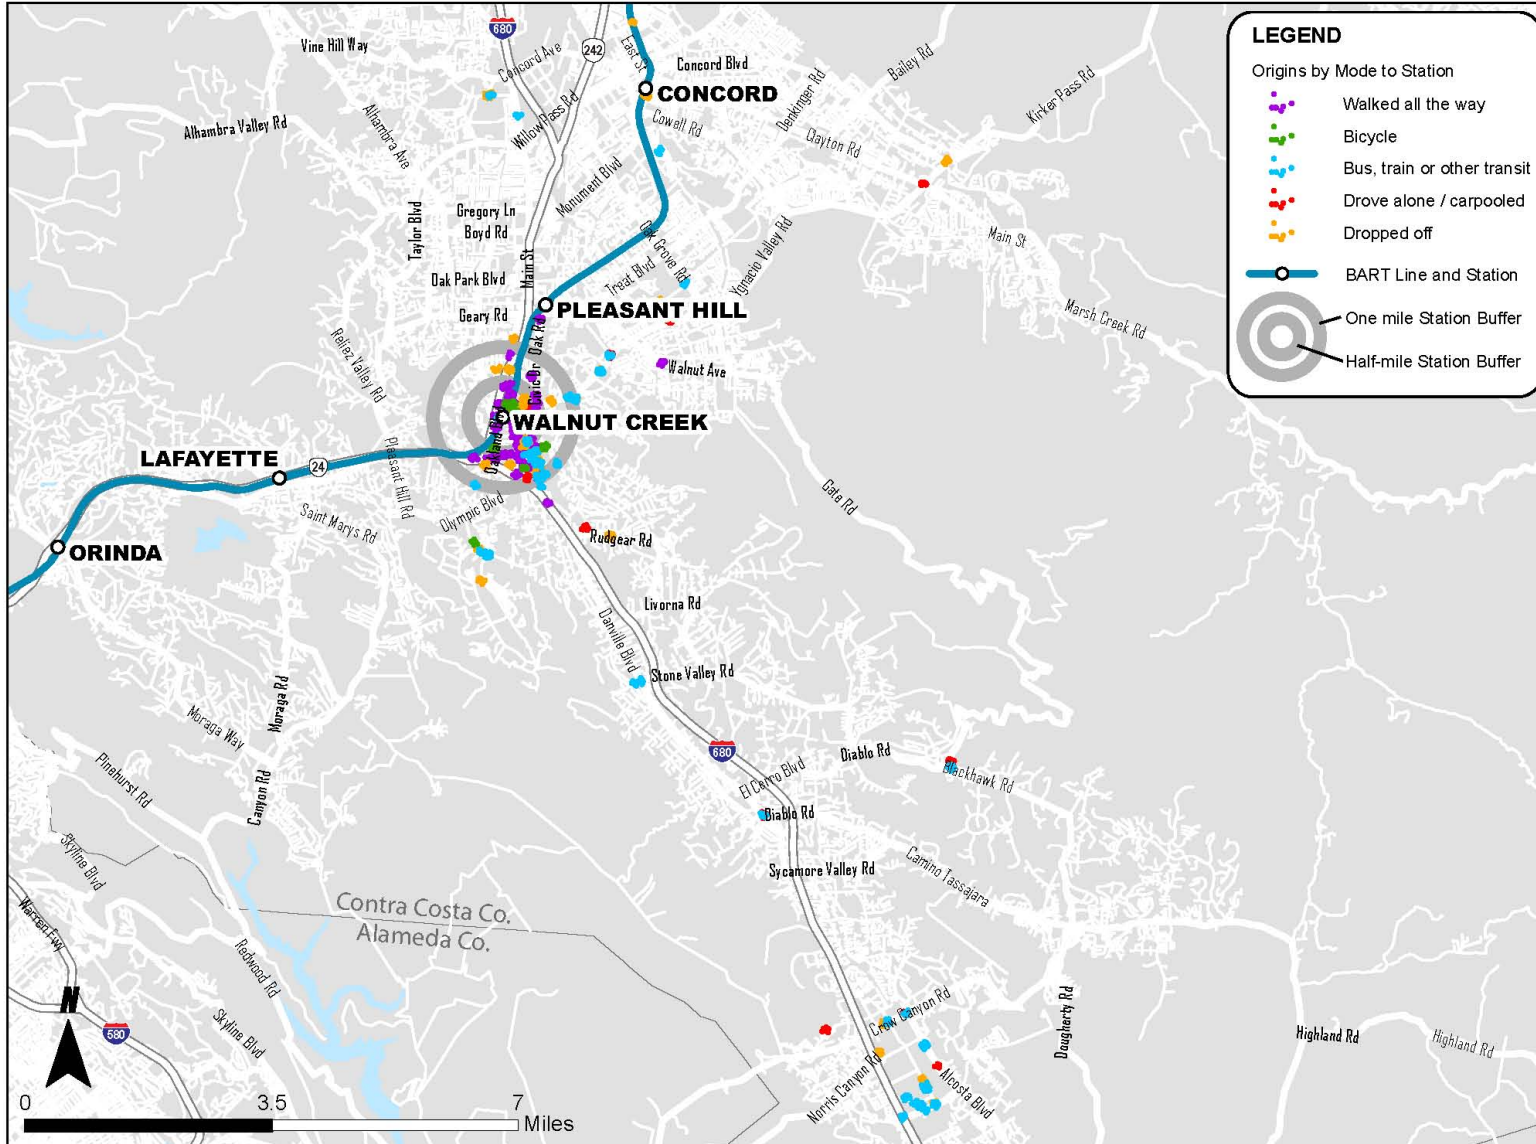 LEGEND
Origins by Mode to Station
Walked all the way
Bicycle
Bus, train or other transit
Drove alone / carpooled
Dropped off
BART Line and Station
One mile Station Buffer
Half-mile Station Buffer
680
242
East St
Concord Blvd
Vine Hill Way
Concord Ave
Bailey Rd
Kirker Pass Rd
Denkinger Rd
CONCORD
Alhambra Valley Rd
Alhambra Ave
Willow Pass Rd
Cowell Rd
Clayton Rd
Monument Blvd
Taylor Blvd
Gregory Ln
Boyd Rd
Main St
Oak Grove Rd
Ygnacio Valley Rd
Main St
Oak Park Blvd
Treat Blvd
Geary Rd
PLEASANT HILL
Marsh Creek Rd
Oak Rd
Reliez Valley Rd
Walnut Ave
Civic Dr
Oakland Blvd
WALNUT CREEK
LAFAYETTE
24
Pleasant Hill Rd
Gate Rd
Olympic Blvd
Saint Marys Rd
Rudgear Rd
ORINDA
Livorna Rd
Danville Blvd
Stone Valley Rd
Moraga Rd
Moraga Way
680
Diablo Rd
Blackhawk Rd
El Cerro Blvd
Pinehurst Rd
Canyon Rd
Diablo Rd
Skyline Blvd
Sycamore Valley Rd
Camino Tassajara
Contra Costa Co.
Alameda Co.
Warren Fwy
Redwood Rd
Skyline Blvd
580
N
Crow Canyon Rd
Dougherty Rd
Highland Rd
Highland Rd
Norris Canyon Rd
Alcosta Blvd
0 3.5 7
Miles